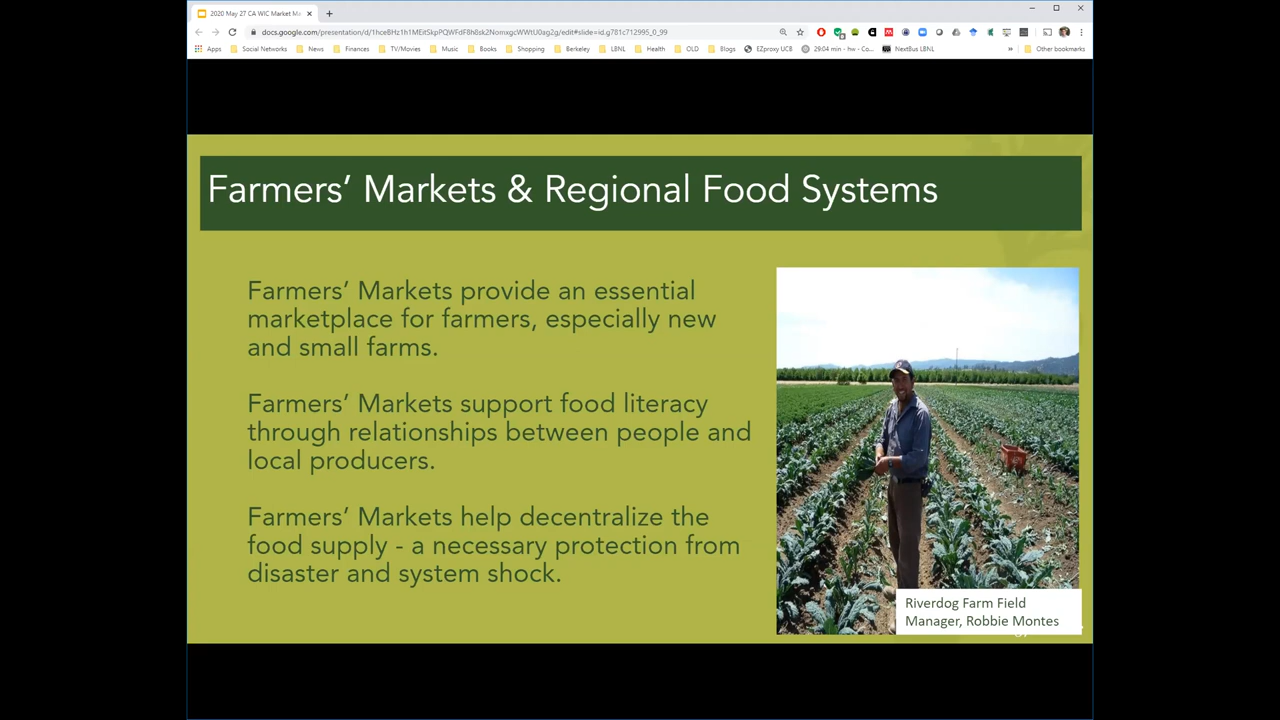 2020 May 27 CA WIC Market M
docs.google.com/presentation/d/
edit#slide=id.g781c712995_0_99
Apps Social Networks News Finances TV/Movies Music Books Shopping Berkeley LBNL Health OLD Blogs EZproxy UCB 29:04 min - hw - Co... NextBus LBNL » Other bookmarks
Farmers’ Markets & Regional Food Systems
Farmers’ Markets provide an essential
marketplace for farmers, especially new
and small farms.
Farmers’ Markets support food literacy
through relationships between people and
local producers.
Farmers’ Markets help decentralize the
food supply - a necessary protection from
disaster and system shock.
Riverdog Farm Field
Manager, Robbie Montes